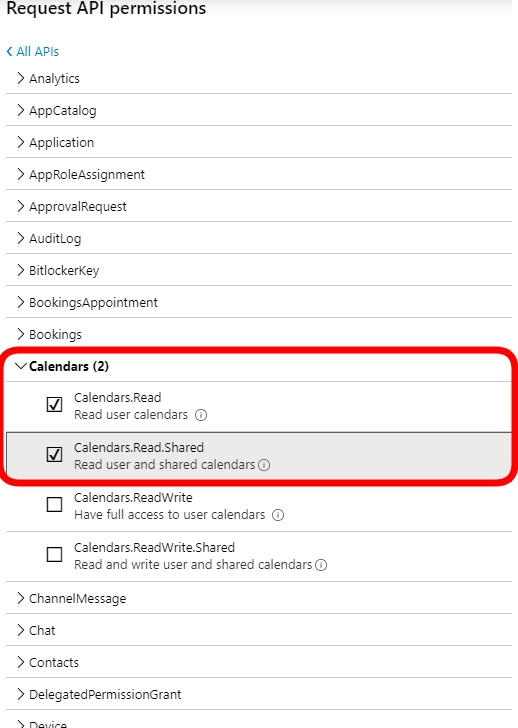 Request API permissions
All APIs
Analytics
AppCatalog
Application
AppRoleAssignment
ApprovalRequest
AuditLog
BitlockerKey
BookingsAppointment
Bookings
Calendars (2)
Calendars.Read
Read user calendars
Calendars.Read.Shared
Read user and shared calendars
Calendars.ReadWrite
Have full access to user calendars
Calendars.ReadWrite.Shared
Read and write user and shared calendars
ChannelMessage
Chat
Contacts
DelegatedPermissionGrant
Device